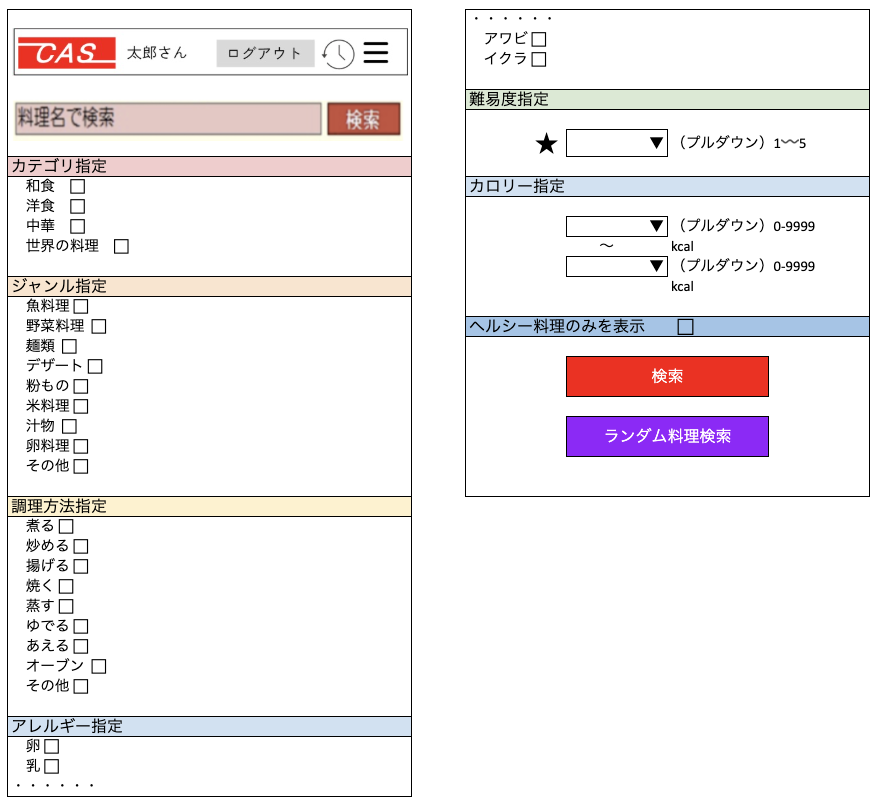 CAS 太郎さん ログアウト
料理名で検索 検索
カテゴリ指定
和食
洋食
中華
世界の料理
ジャンル指定
魚料理
野菜料理
麺類
デザート
粉もの
米料理
汁物
卵料理
その他
調理方法指定
煮る
炒める
揚げる
焼く
蒸す
ゆでる
あえる
オーブン
その他
アレルギー指定
卵
乳
・・・・・・
・・・・・・
アワビ
イクラ
難易度指定
★ ▼ （プルダウン）1〜5
カロリー指定
▼ （プルダウン）0-9999
〜 kcal
▼ （プルダウン）0-9999
kcal
ヘルシー料理のみを表示
検索
ランダム料理検索